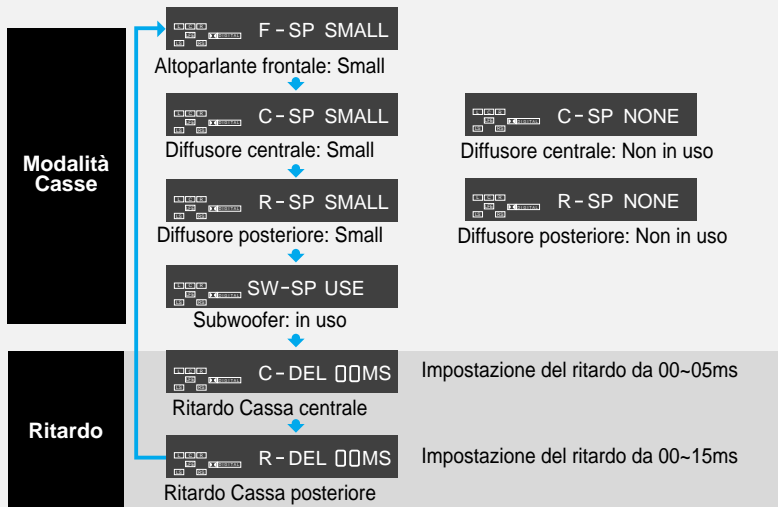 Modalità
Casse
F-SP SMALL
Altoparlante frontale: Small
C-SP SMALL
Diffusore centrale: Small
C-SP NONE
Diffusore centrale: Non in uso
R-SP SMALL
Diffusore posteriore: Small
R-SP NONE
Diffusore posteriore: Non in uso
SW-SP USE
Subwoofer: in uso
Ritardo
C-DEL 00MS
Impostazione del ritardo da 00~05ms
Ritardo Cassa centrale
R-DEL 00MS
Impostazione del ritardo da 00~15ms
Ritardo Cassa posteriore